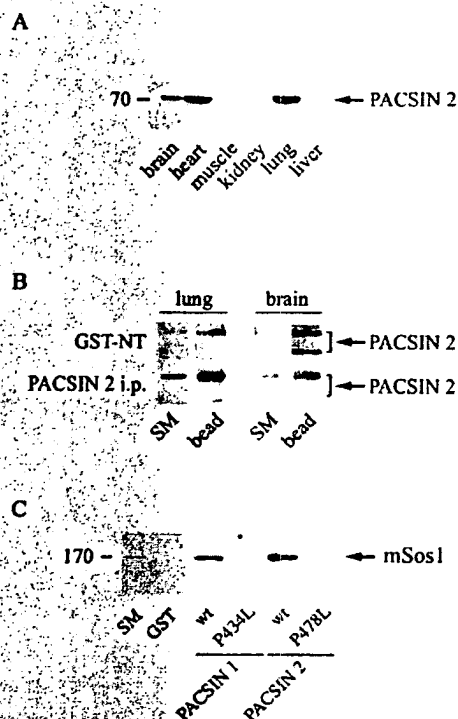 A
70 – ← PACSIN 2
brain heart muscle kidney lung liver
B
lung brain
GST-NT ← PACSIN 2
PACSIN 2 i.p. ← PACSIN 2
SM bead SM bead
C
170 – ← mSos1
SM GST wt P434L wt P478L
PACSIN 1 PACSIN 2